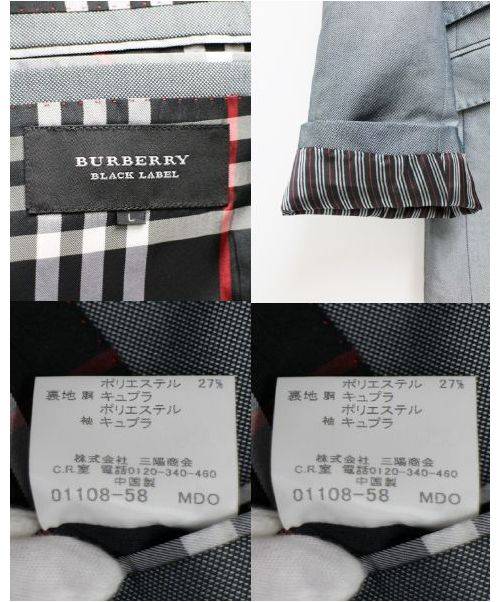 BURBERRY
BLACK LABEL
L
ポリエステル 27%
裏地 胴 キュプラ
ポリエステル
袖 キュプラ
株式会社 三陽商会
C.R.室 電話0120-340-460
中国製
01108-58 MDO
ポリエステル 27%
裏地 胴 キュプラ
ポリエステル
袖 キュプラ
株式会社 三陽商会
C.R.室 電話0120-340-460
中国製
01108-58 MDO